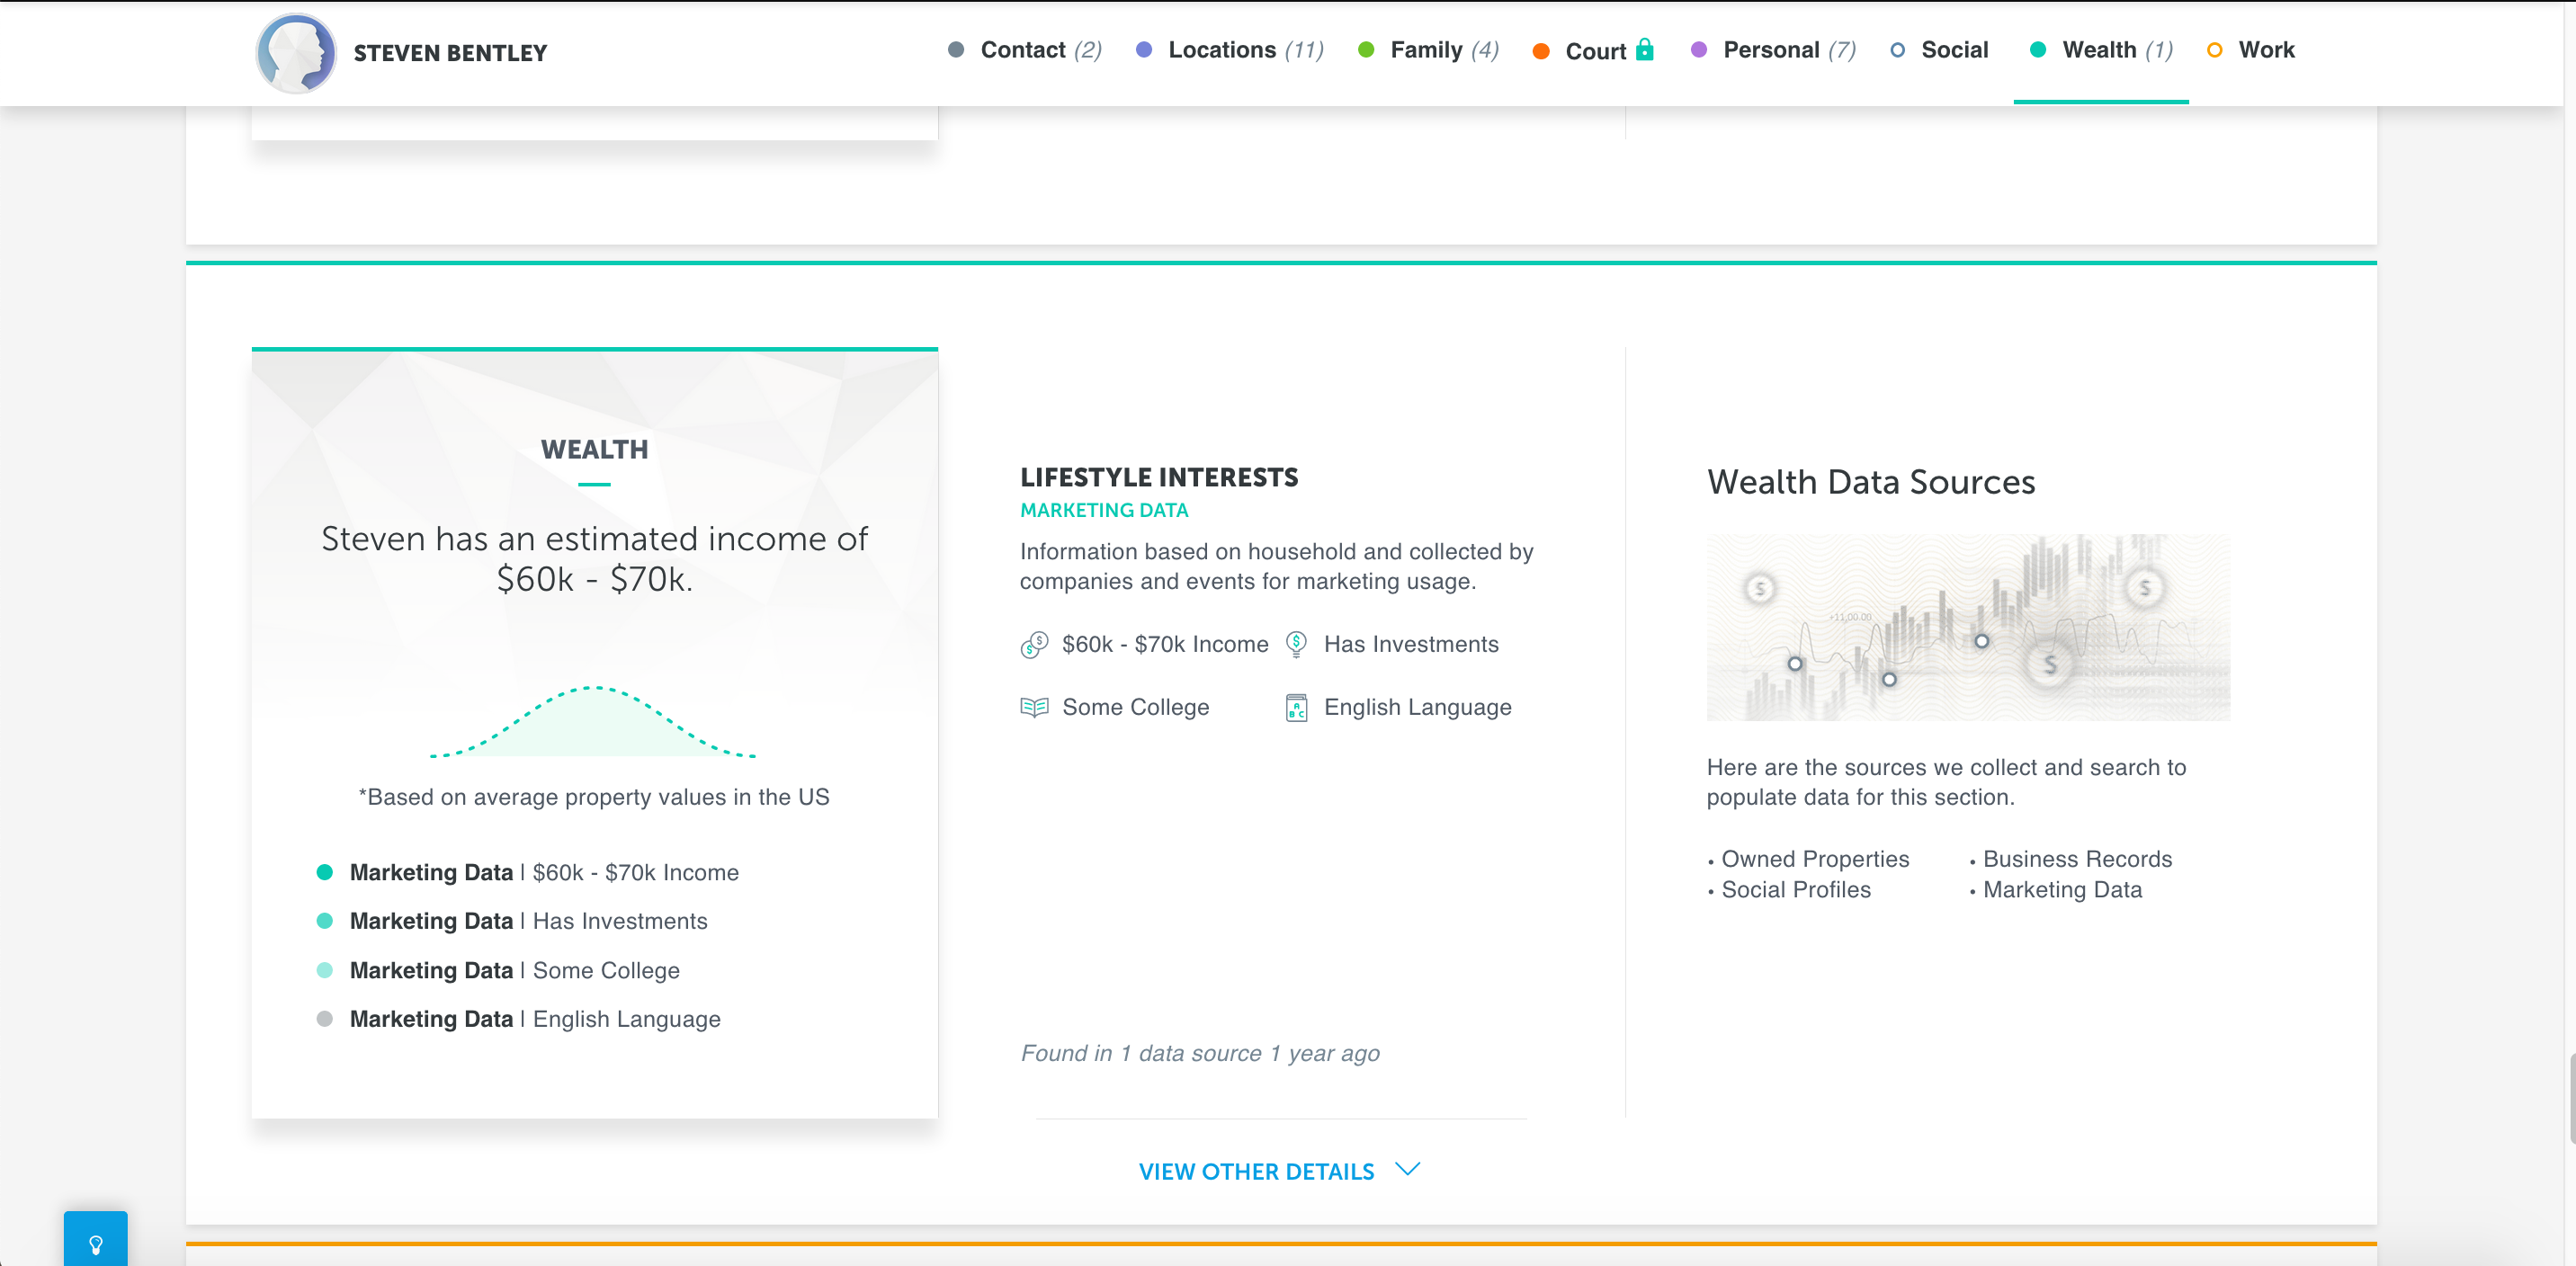 STEVEN BENTLEY
Contact (2)
Locations (11)
Family (4)
Court
Personal (7)
Social
Wealth (1)
Work
WEALTH
Steven has an estimated income of
$60k - $70k.
*Based on average property values in the US
Marketing Data | $60k - $70k Income
Marketing Data | Has Investments
Marketing Data | Some College
Marketing Data | English Language
LIFESTYLE INTERESTS
MARKETING DATA
Information based on household and collected by
companies and events for marketing usage.
$60k - $70k Income
Has Investments
Some College
English Language
Found in 1 data source 1 year ago
VIEW OTHER DETAILS
Wealth Data Sources
+11,00.00
Here are the sources we collect and search to
populate data for this section.
• Owned Properties
• Business Records
• Social Profiles
• Marketing Data